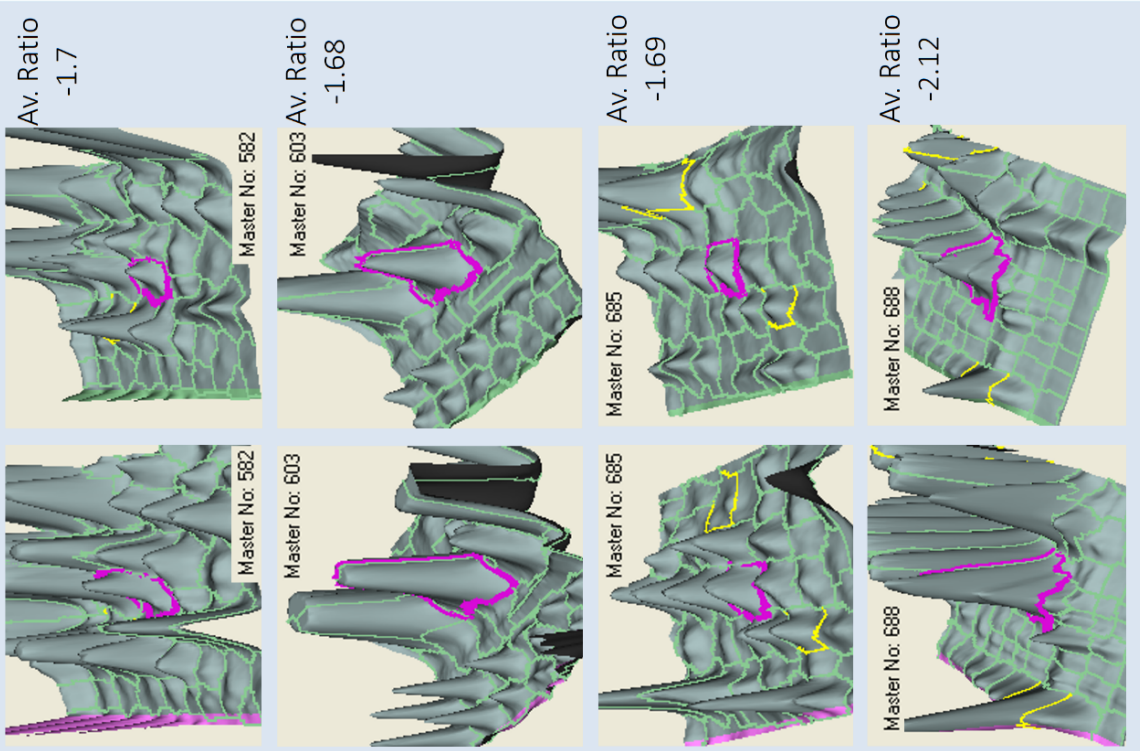 Av. Ratio
-1.7
Master No: 582
Master No: 582
Av. Ratio
-1.68
Master No: 603
Master No: 603
Av. Ratio
-1.69
Master No: 685
Master No: 685
Av. Ratio
-2.12
Master No: 688
Master No: 688